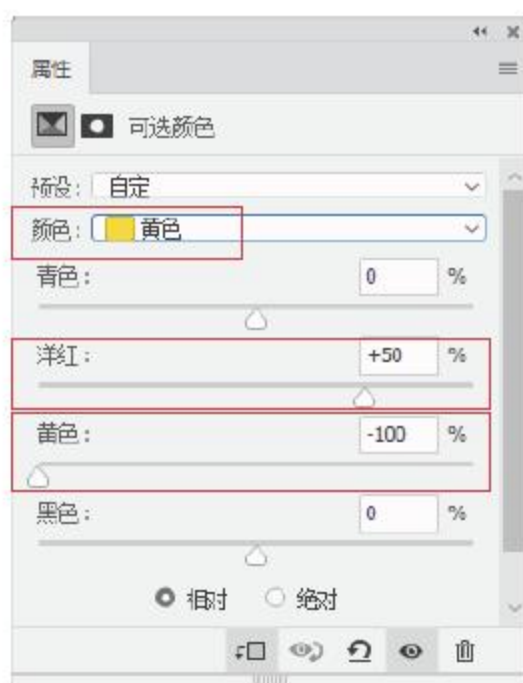 属性
可选颜色
预设: 自定
颜色: 黄色
青色: 0 %
洋红: +50 %
黄色: -100 %
黑色: 0 %
相对 绝对